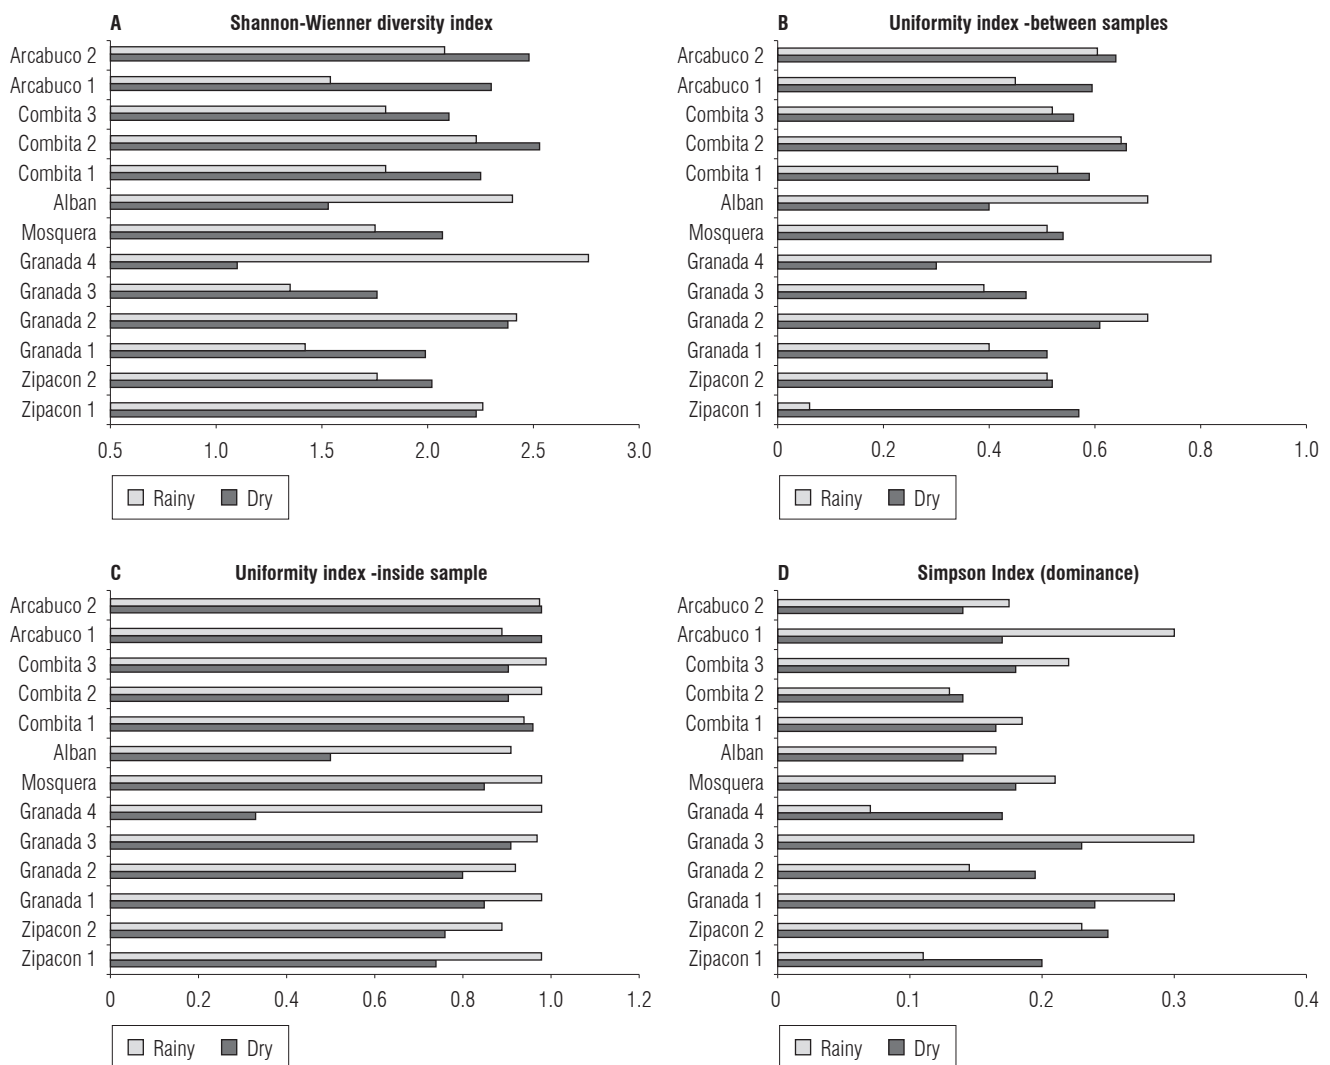 A Shannon-Wienner diversity index
Arcabuco 2
Arcabuco 1
Combita 3
Combita 2
Combita 1
Alban
Mosquera
Granada 4
Granada 3
Granada 2
Granada 1
Zipacon 2
Zipacon 1
0.5 1.0 1.5 2.0 2.5 3.0
Rainy Dry
B Uniformity index -between samples
Arcabuco 2
Arcabuco 1
Combita 3
Combita 2
Combita 1
Alban
Mosquera
Granada 4
Granada 3
Granada 2
Granada 1
Zipacon 2
Zipacon 1
0 0.2 0.4 0.6 0.8 1.0
Rainy Dry
C Uniformity index -inside sample
Arcabuco 2
Arcabuco 1
Combita 3
Combita 2
Combita 1
Alban
Mosquera
Granada 4
Granada 3
Granada 2
Granada 1
Zipacon 2
Zipacon 1
0 0.2 0.4 0.6 0.8 1.0 1.2
Rainy Dry
D Simpson Index (dominance)
Arcabuco 2
Arcabuco 1
Combita 3
Combita 2
Combita 1
Alban
Mosquera
Granada 4
Granada 3
Granada 2
Granada 1
Zipacon 2
Zipacon 1
0 0.1 0.2 0.3 0.4
Rainy Dry